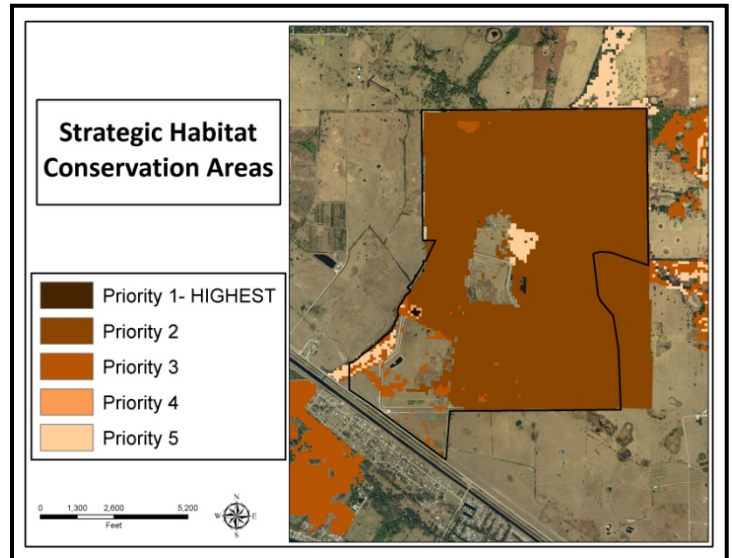 Strategic Habitat
Conservation Areas
Priority 1- HIGHEST
Priority 2
Priority 3
Priority 4
Priority 5
0 1,300 2,600 5,200
Feet
N
W E
S